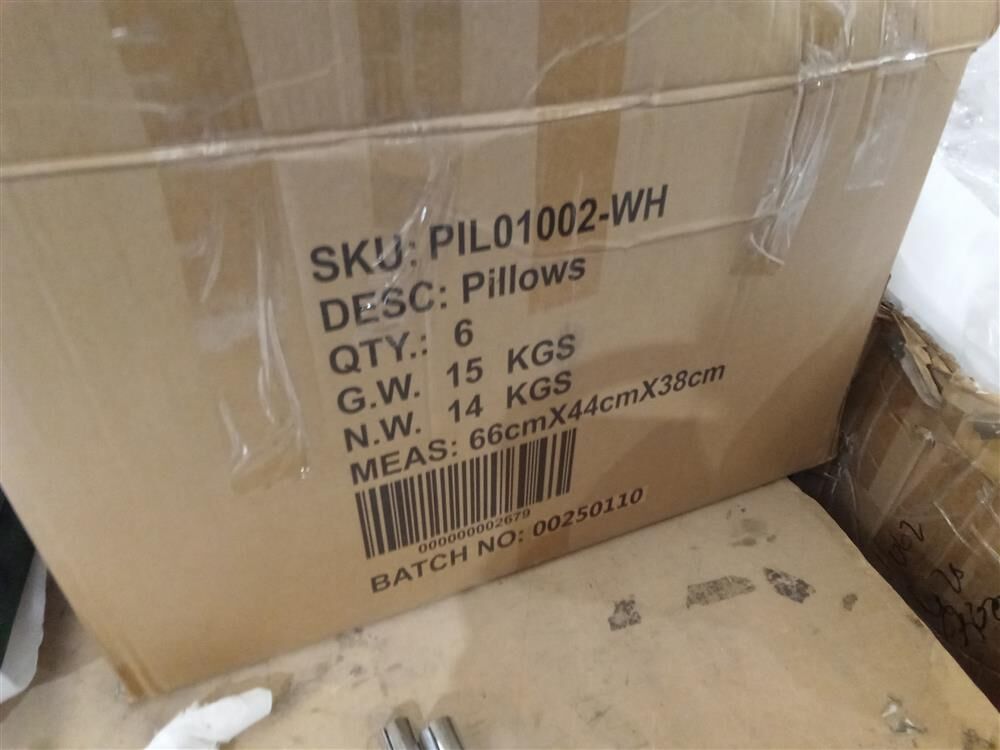 SKU: PIL01002-WH
DESC: Pillows
QTY.: 6
G.W. 15 KGS
N.W. 14 KGS
MEAS: 66cmX44cmX38cm
000000002679
BATCH NO: 00250110